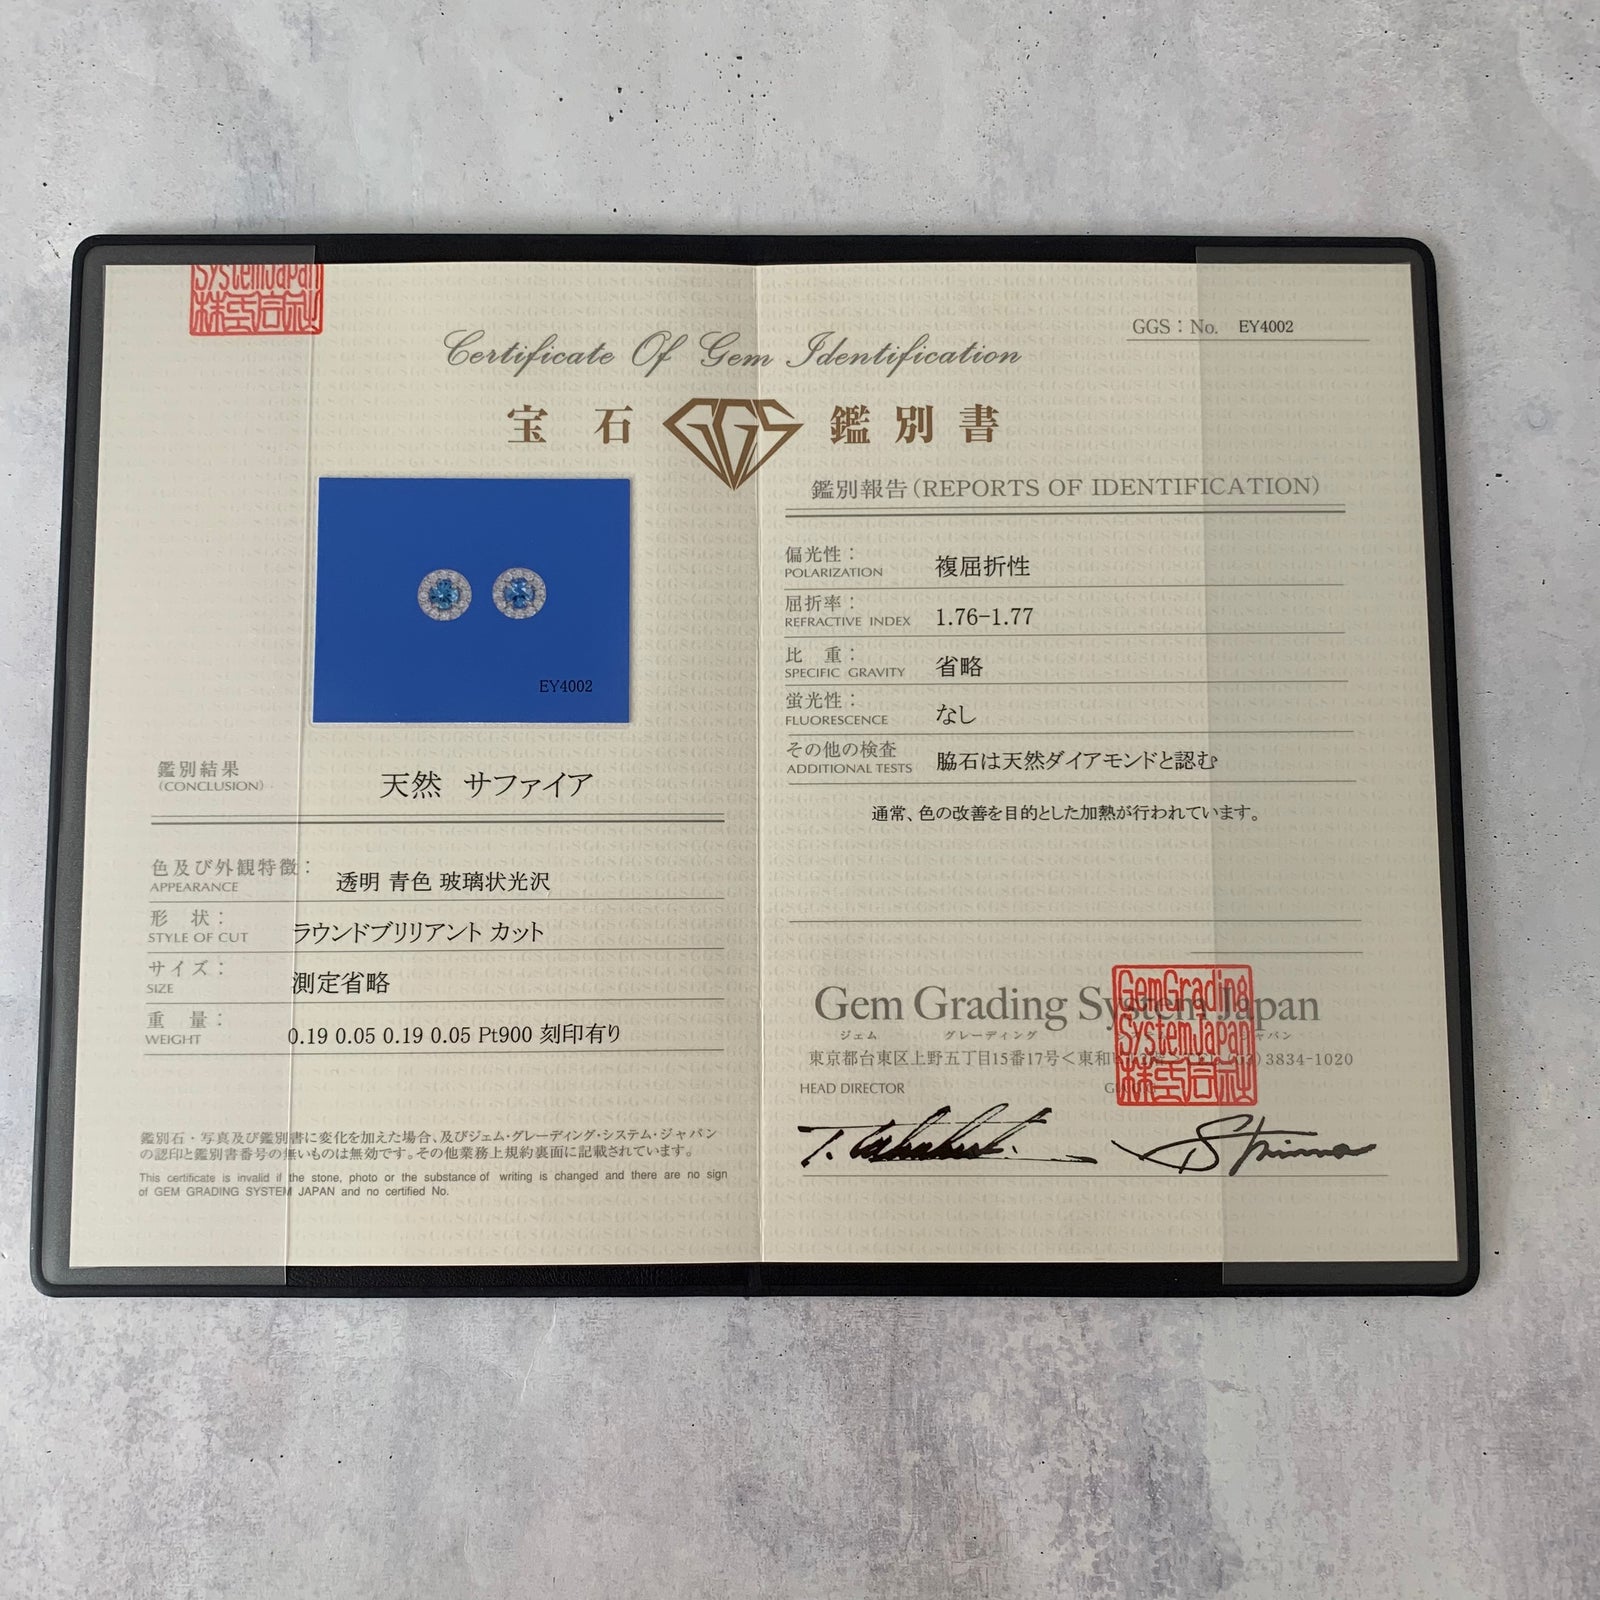 SystemJapan
株式会社
Certificate Of Gem Identification
GGS：No. EY4002
宝石 GGS 鑑別書
EY4002
鑑別結果
(CONCLUSION)
天然 サファイア
色及び外観特徴：
APPEARANCE
透明 青色 玻璃状光沢
形 状：
STYLE OF CUT
ラウンドブリリアント カット
サイズ：
SIZE
測定省略
重 量：
WEIGHT
0.19 0.05 0.19 0.05 Pt900 刻印有り
鑑別石・写真及び鑑別書に変化を加えた場合、及びジェム・グレーディング・システム・ジャパン
の認印と鑑別書番号の無いものは無効です。その他業務上規約裏面に記載されています。
This certificate is invalid if the stone, photo or the substance of writing is changed and there are no sign
of GEM GRADING SYSTEM JAPAN and no certified No.
鑑別報告(REPORTS OF IDENTIFICATION)
偏光性：
POLARIZATION
複屈折性
屈折率：
REFRACTIVE INDEX
1.76-1.77
比 重：
SPECIFIC GRAVITY
省略
蛍光性：
FLUORESCENCE
なし
その他の検査
ADDITIONAL TESTS
脇石は天然ダイアモンドと認む
通常、色の改善を目的とした加熱が行われています。
Gem Grading System Japan
ジェム グレーディング
東京都台東区上野五丁目15番17号＜東和 3834-1020
HEAD DIRECTOR
GemGrading
SystemJapan
株式会社